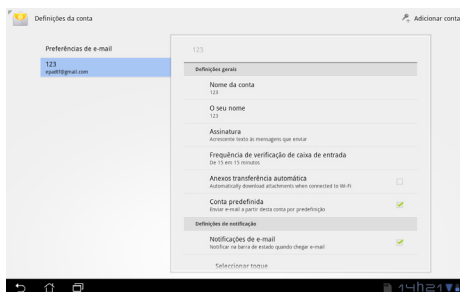 Definições da conta
Adicionar conta
Preferências de e-mail
123
epadtf@gmail.com
123
Definições gerais
Nome da conta
123
O seu nome
123
Assinatura
Acrescente texto às mensagens que enviar
Frequência de verificação de caixa de entrada
De 15 em 15 minutos
Anexos transferência automática
Automatically download attachments when connected to Wi-Fi
Conta predefinida
Enviar e-mail a partir desta conta por predefinição
Definições de notificação
Notificações de e-mail
Notificar na barra de estado quando chegar e-mail
Seleccionar toque
14h21